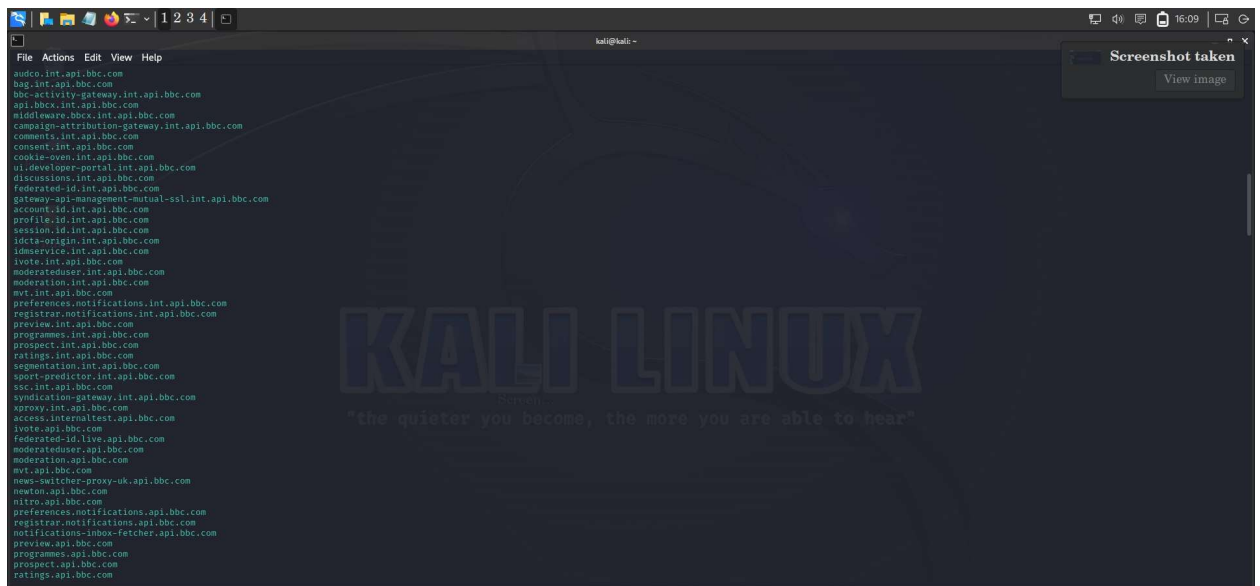 1 2 3 4
16:09
kali@kali: ~
Screenshot taken
View image
File Actions Edit View Help
audco.int.api.bbc.com
bag.int.api.bbc.com
bbc-activity-gateway.int.api.bbc.com
api.bbcx.int.api.bbc.com
middleware.bbcx.int.api.bbc.com
campaign-attribution-gateway.int.api.bbc.com
comments.int.api.bbc.com
consent.int.api.bbc.com
cookie-oven.int.api.bbc.com
ui.developer-portal.int.api.bbc.com
discussions.int.api.bbc.com
federated-id.int.api.bbc.com
gateway-api-management-mutual-ssl.int.api.bbc.com
account.id.int.api.bbc.com
profile.id.int.api.bbc.com
session.id.int.api.bbc.com
idcta-origin.int.api.bbc.com
idmservice.int.api.bbc.com
ivote.int.api.bbc.com
moderateduser.int.api.bbc.com
moderation.int.api.bbc.com
mvt.int.api.bbc.com
preferences.notifications.int.api.bbc.com
registrar.notifications.int.api.bbc.com
preview.int.api.bbc.com
programmes.int.api.bbc.com
prospect.int.api.bbc.com
ratings.int.api.bbc.com
segmentation.int.api.bbc.com
sport-predictor.int.api.bbc.com
ssc.int.api.bbc.com
syndication-gateway.int.api.bbc.com
xproxy.int.api.bbc.com
access.internaltest.api.bbc.com
ivote.api.bbc.com
federated-id.live.api.bbc.com
moderateduser.api.bbc.com
moderation.api.bbc.com
mvt.api.bbc.com
news-switcher-proxy-uk.api.bbc.com
newton.api.bbc.com
nitro.api.bbc.com
preferences.notifications.api.bbc.com
registrar.notifications.api.bbc.com
notifications-inbox-fetcher.api.bbc.com
preview.api.bbc.com
programmes.api.bbc.com
prospect.api.bbc.com
ratings.api.bbc.com
KALI LINUX
Screen
"the quieter you become, the more you are able to hear"